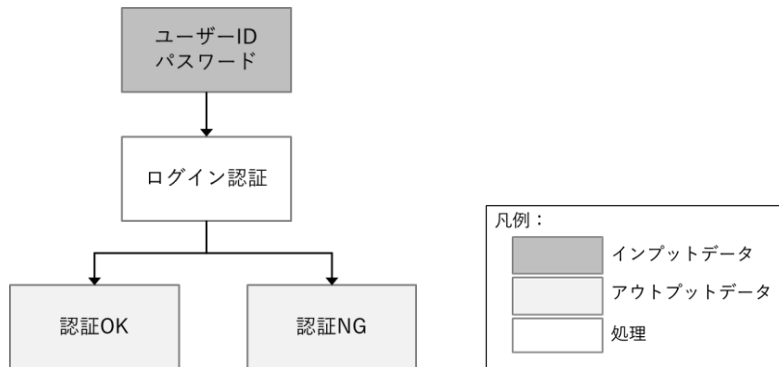 ユーザーID
パスワード
ログイン認証
認証OK
認証NG
凡例：
インプットデータ
アウトプットデータ
処理